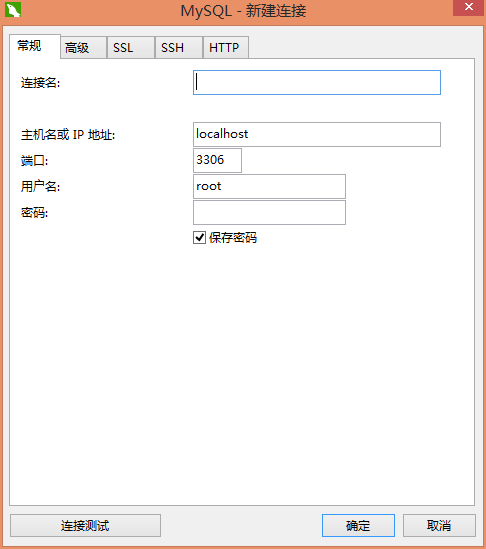 MySQL - 新建连接
常规 高级 SSL SSH HTTP
连接名:
主机名或 IP 地址: localhost
端口: 3306
用户名: root
密码:
保存密码
连接测试 确定 取消